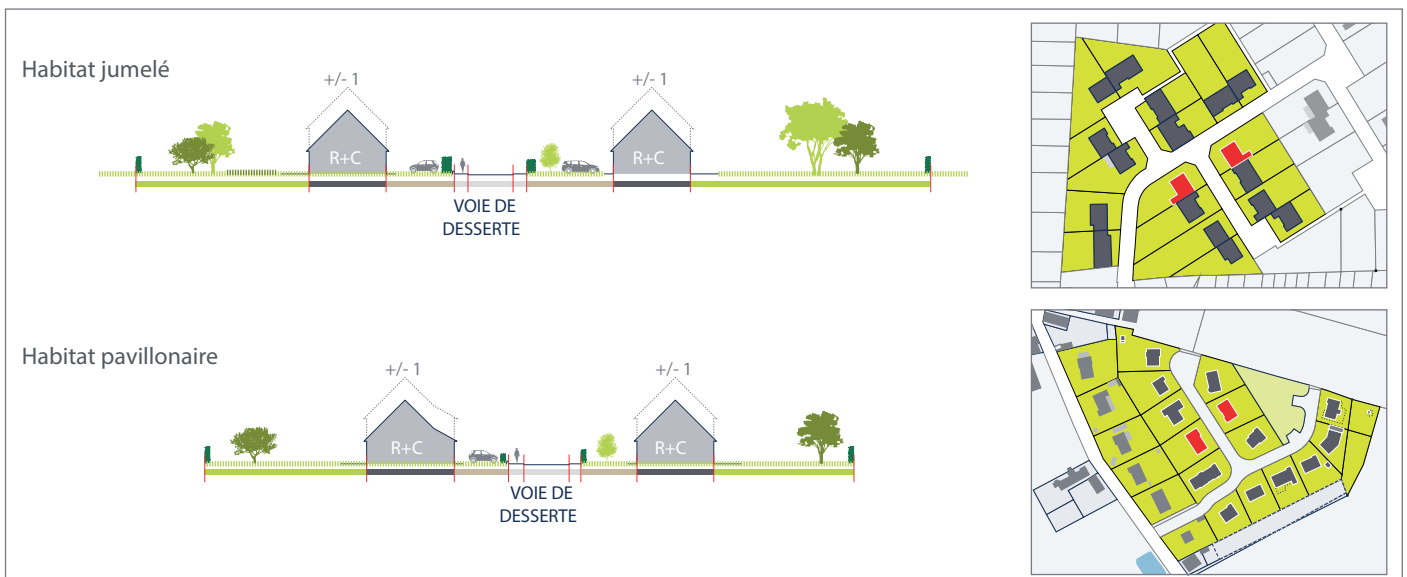 Habitat jumelé
+/- 1
+/- 1
R+C
R+C
VOIE DE
DESSERTE
Habitat pavillonaire
+/- 1
+/- 1
R+C
R+C
VOIE DE
DESSERTE